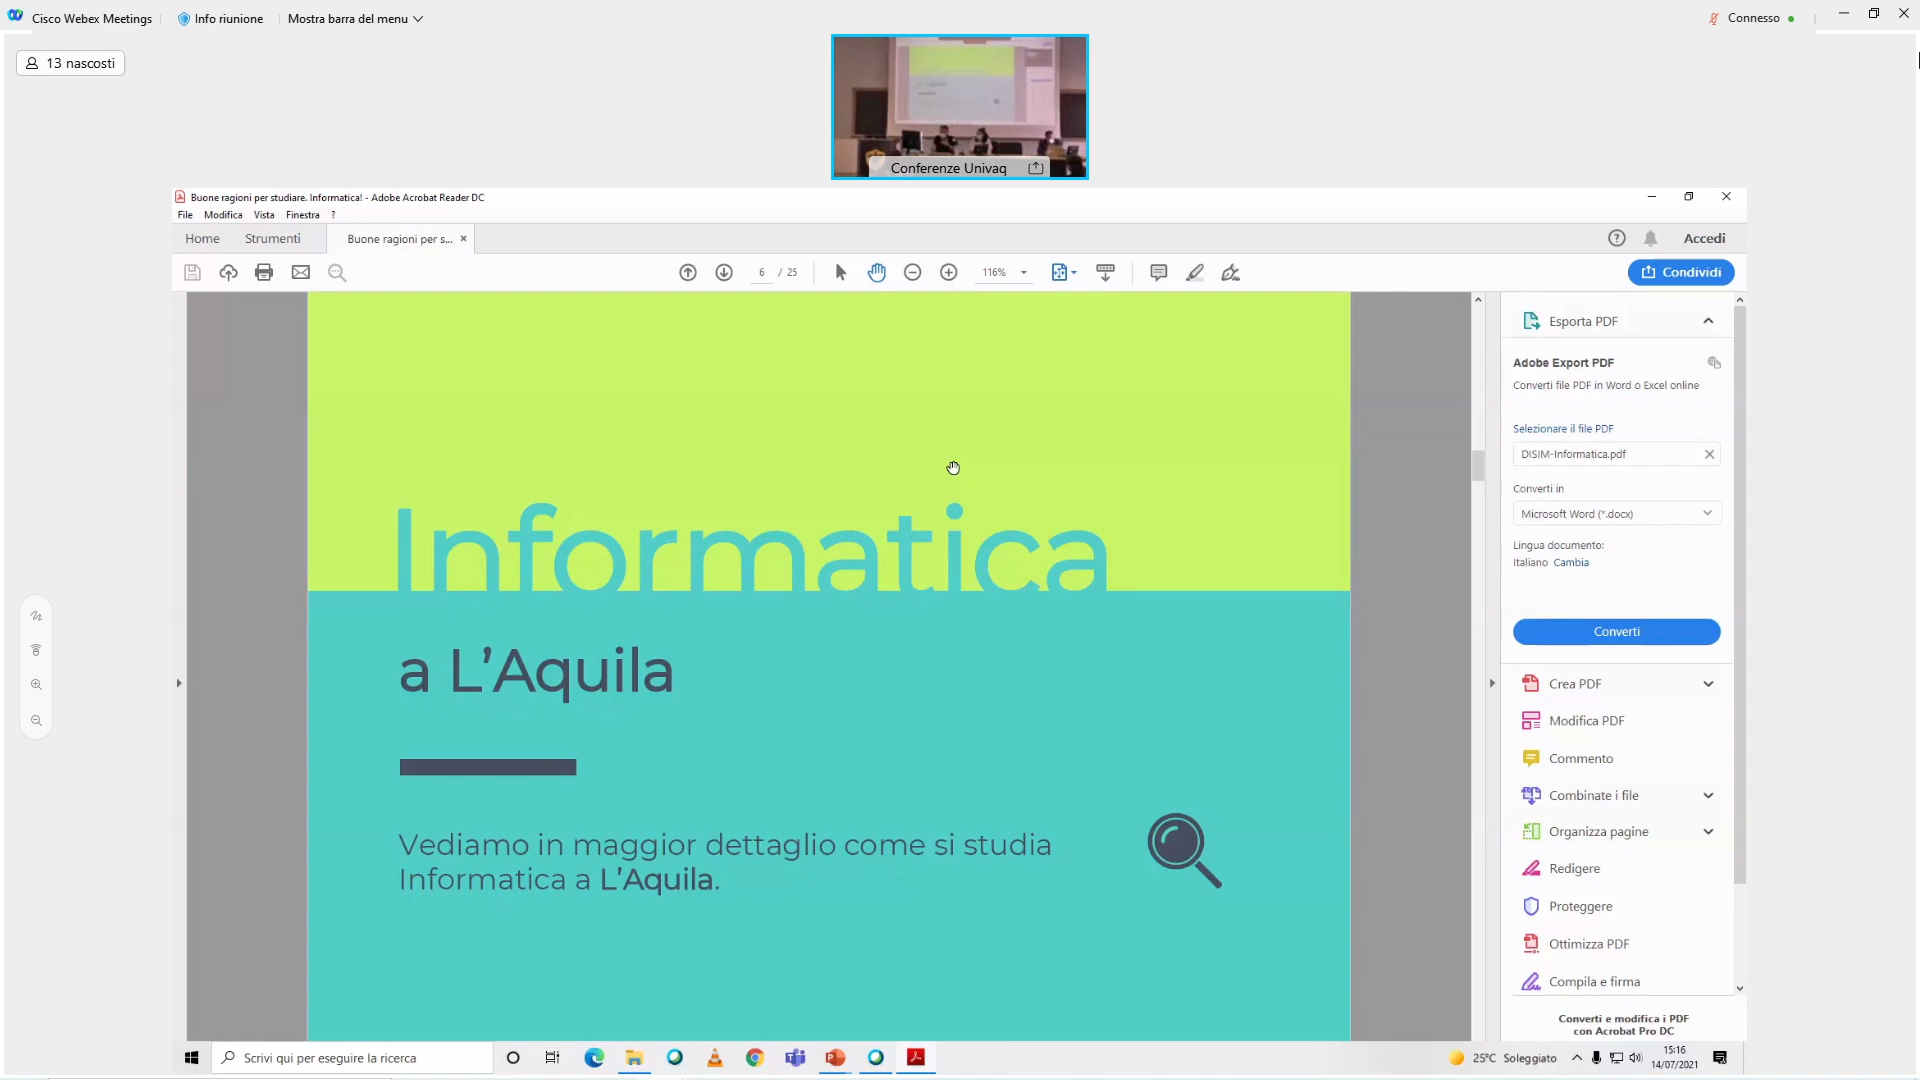 Cisco Webex Meetings
Info riunione
Mostra barra del menu
Connesso
13 nascosti
Conferenze Univaq
Buone ragioni per studiare. Informatica! - Adobe Acrobat Reader DC
File Modifica Vista Finestra ?
Home Strumenti Buone ragioni per s... × Accedi
6 / 25 116% Condividi
Esporta PDF
Adobe Export PDF
Converti file PDF in Word o Excel online
Selezionare il file PDF
DISIM-Informatica.pdf
Converti in
Microsoft Word (*.docx)
Lingua documento:
Italiano Cambia
Converti
Crea PDF
Modifica PDF
Commento
Combinate i file
Organizza pagine
Redigere
Proteggere
Ottimizza PDF
Compila e firma
Converti e modifica i PDF
con Acrobat Pro DC
Informatica
a L’Aquila
Vediamo in maggior dettaglio come si studia
Informatica a L’Aquila.
Scrivi qui per eseguire la ricerca
25°C Soleggiato
15:16
14/07/2021